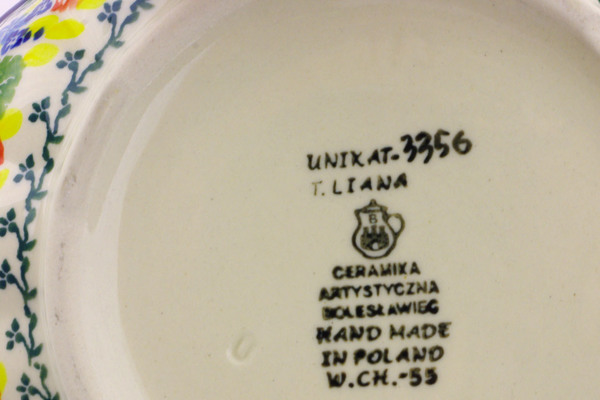 UNIKAT-3356
T. LIANA
B
CERAMIKA
ARTYSTYCZNA
BOLESŁAWIEC
HAND MADE
IN POLAND
W.CH.-55